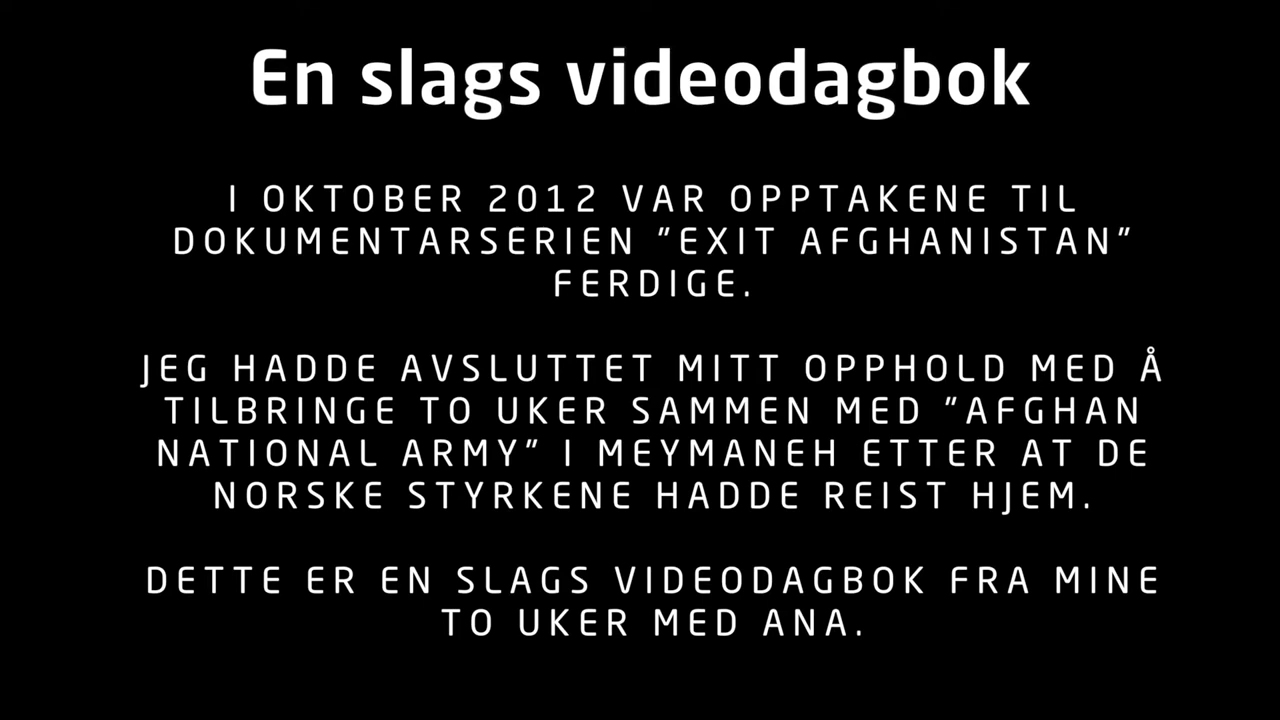 En slags videodagbok
I OKTOBER 2012 VAR OPPTAKENE TIL
DOKUMENTARSERIEN "EXIT AFGHANISTAN"
FERDIGE.
JEG HADDE AVSLUTTET MITT OPPHOLD MED Å
TILBRINGE TO UKER SAMMEN MED "AFGHAN
NATIONAL ARMY" I MEYMANEH ETTER AT DE
NORSKE STYRKENE HADDE REIST HJEM.
DETTE ER EN SLAGS VIDEODAGBOK FRA MINE
TO UKER MED ANA.